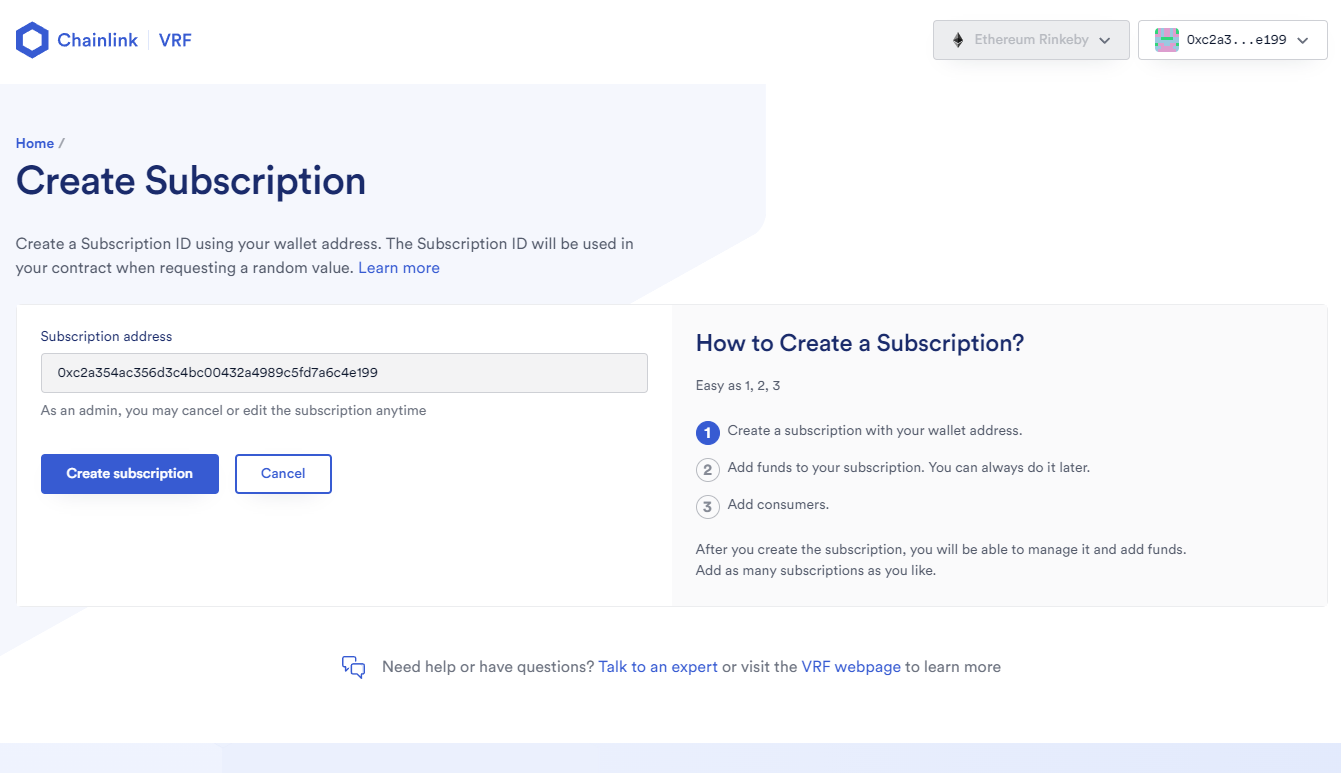 Chainlink | VRF
Ethereum Rinkeby
0xc2a3...e199
Home /
Create Subscription
Create a Subscription ID using your wallet address. The Subscription ID will be used in
your contract when requesting a random value. Learn more
Subscription address
0xc2a354ac356d3c4bc00432a4989c5fd7a6c4e199
As an admin, you may cancel or edit the subscription anytime
Create subscription
Cancel
How to Create a Subscription?
Easy as 1, 2, 3
1 Create a subscription with your wallet address.
2 Add funds to your subscription. You can always do it later.
3 Add consumers.
After you create the subscription, you will be able to manage it and add funds.
Add as many subscriptions as you like.
Need help or have questions? Talk to an expert or visit the VRF webpage to learn more